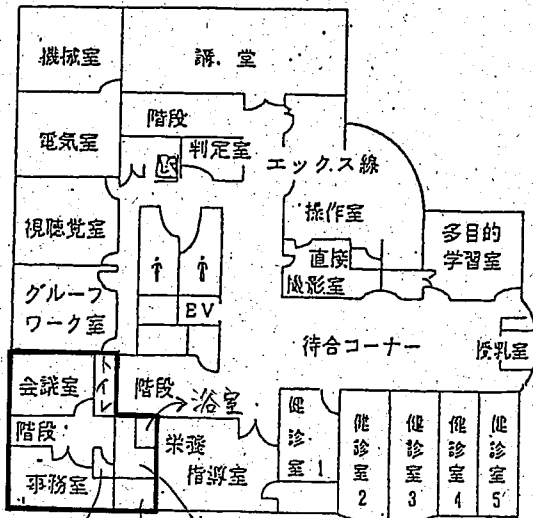 機械室
講堂
階段
電気室
判定室
エックス線
操作室
視聴覚室
多目的
学習室
直接
撮影室
グループ
ワーク室
EV
待合コーナー
授乳室
会議室
トイレ
階段
浴室
階段
栄養
指導室
事務室
健診室1
健診室2
健診室3
健診室4
健診室5